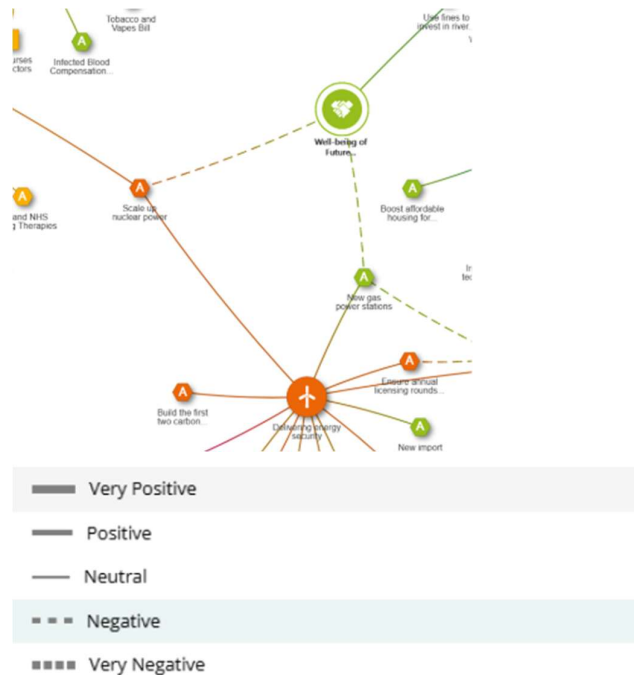 Tobacco and
Vapes Bill
Use fines to
invest in river
urses
ctors
Infected Blood
Compensation...
Well-being of
Future...
and NHS
g Therapies
Scale up
nuclear power
Boost affordable
housing for...
In
tec
New gas
power stations
Ensure annual
licensing rounds...
Build the first
two carbon...
Delivering energy
security
New import
Very Positive
Positive
Neutral
Negative
Very Negative